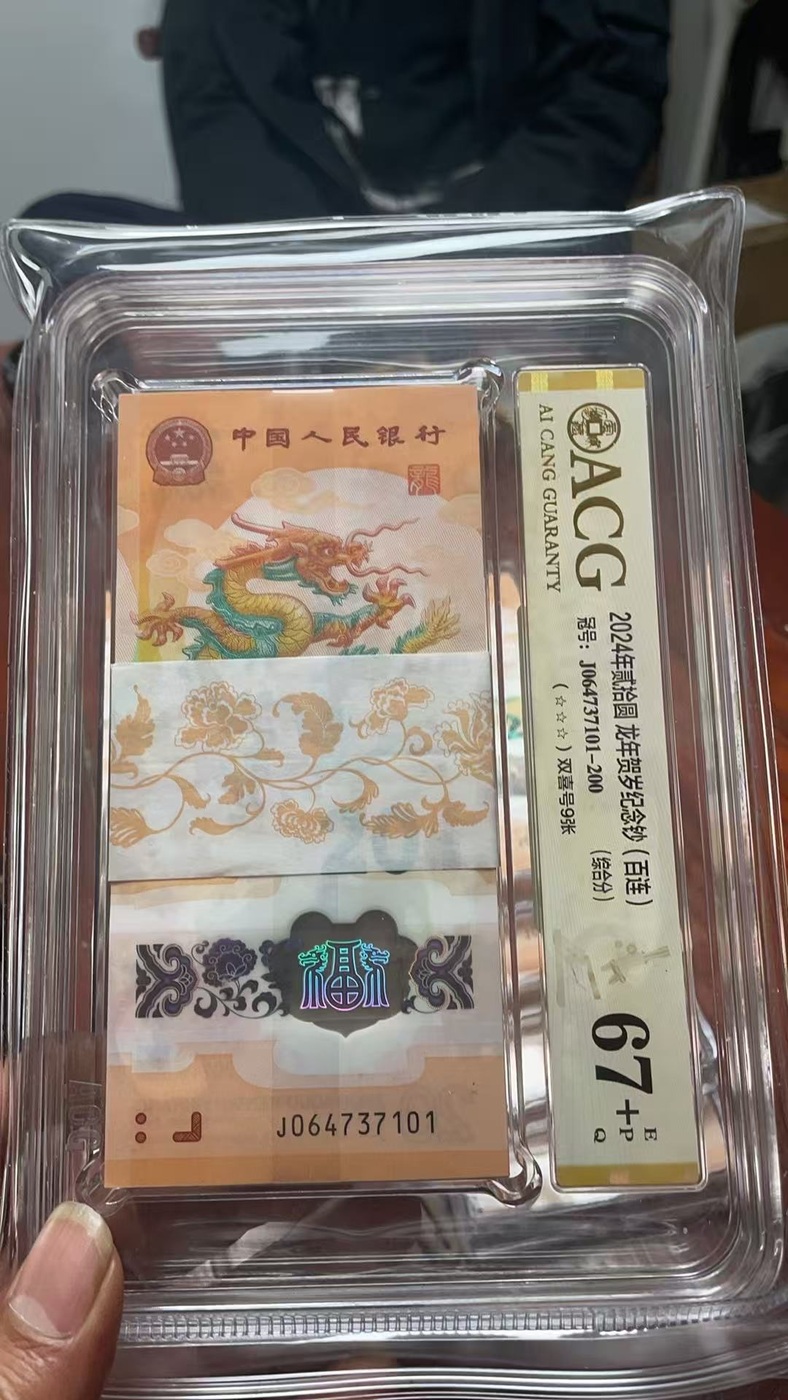 中国人民银行
龍
福
J064737101
ACG
AI CANG GUARANTY
2024年贰拾圆 龙年贺岁纪念钞（百连）
冠号：J064737101-200 （综合分）
（☆☆☆）双喜号9张
67+ E
P
Q